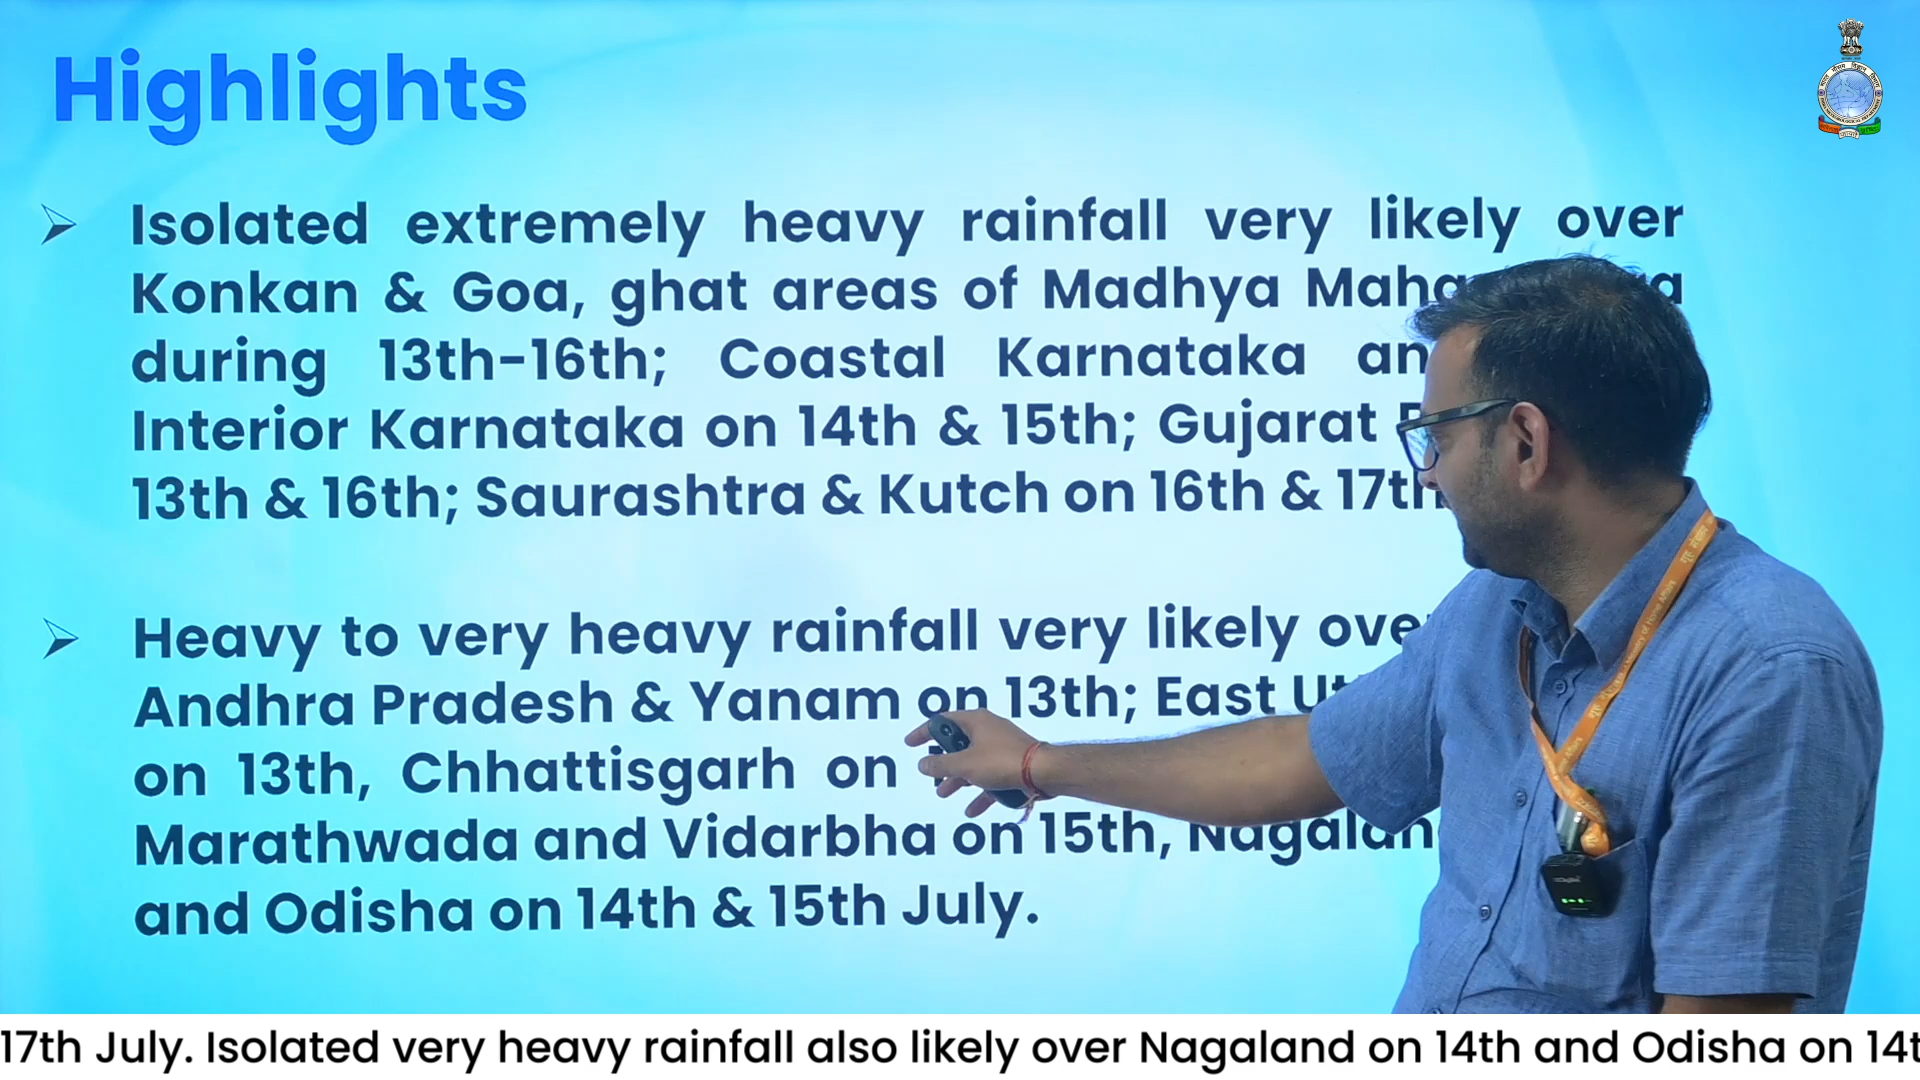 Highlights
Isolated extremely heavy rainfall very likely over
Konkan & Goa, ghat areas of Madhya
during 13th-16th; Coastal Karnataka
Interior Karnataka on 14th & 15th; Gujarat
13th & 16th; Saurashtra & Kutch on 16th & 17th
Heavy to very heavy rainfall very likely over
Andhra Pradesh & Yanam on 13th; East
on 13th, Chhattisgarh on
Marathwada and Vidarbha on 15th,
and Odisha on 14th & 15th July.
17th July. Isolated very heavy rainfall also likely over Nagaland on 14th and Odisha on